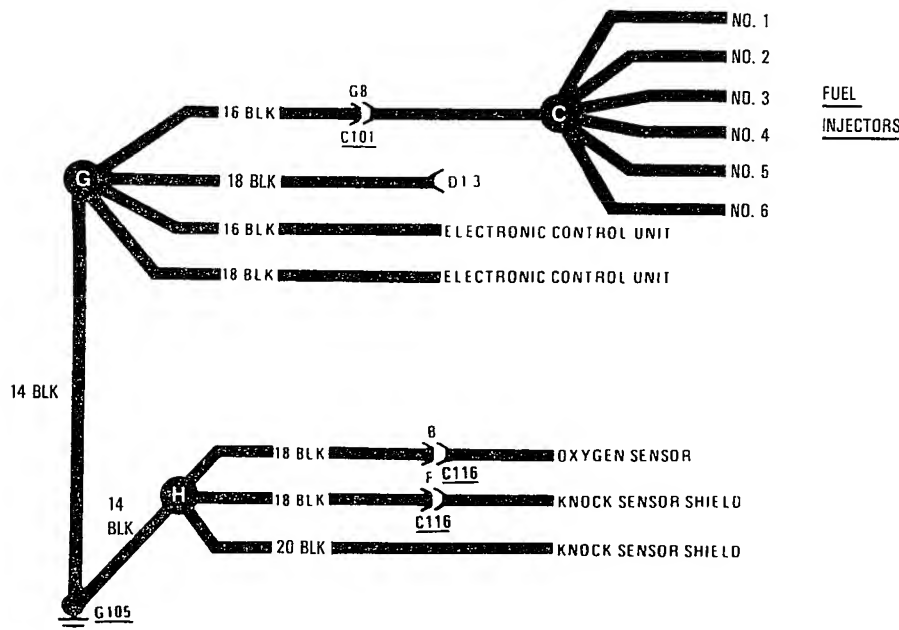 NO. 1
NO. 2
G8
NO. 3
FUEL
16 BLK
C
C101
NO. 4
INJECTORS
NO. 5
G
18 BLK
D13
NO. 6
16 BLK
ELECTRONIC CONTROL UNIT
18 BLK
ELECTRONIC CONTROL UNIT
14 BLK
B
18 BLK
OXYGEN SENSOR
F C116
H
18 BLK
KNOCK SENSOR SHIELD
14
BLK
C116
20 BLK
KNOCK SENSOR SHIELD
G105